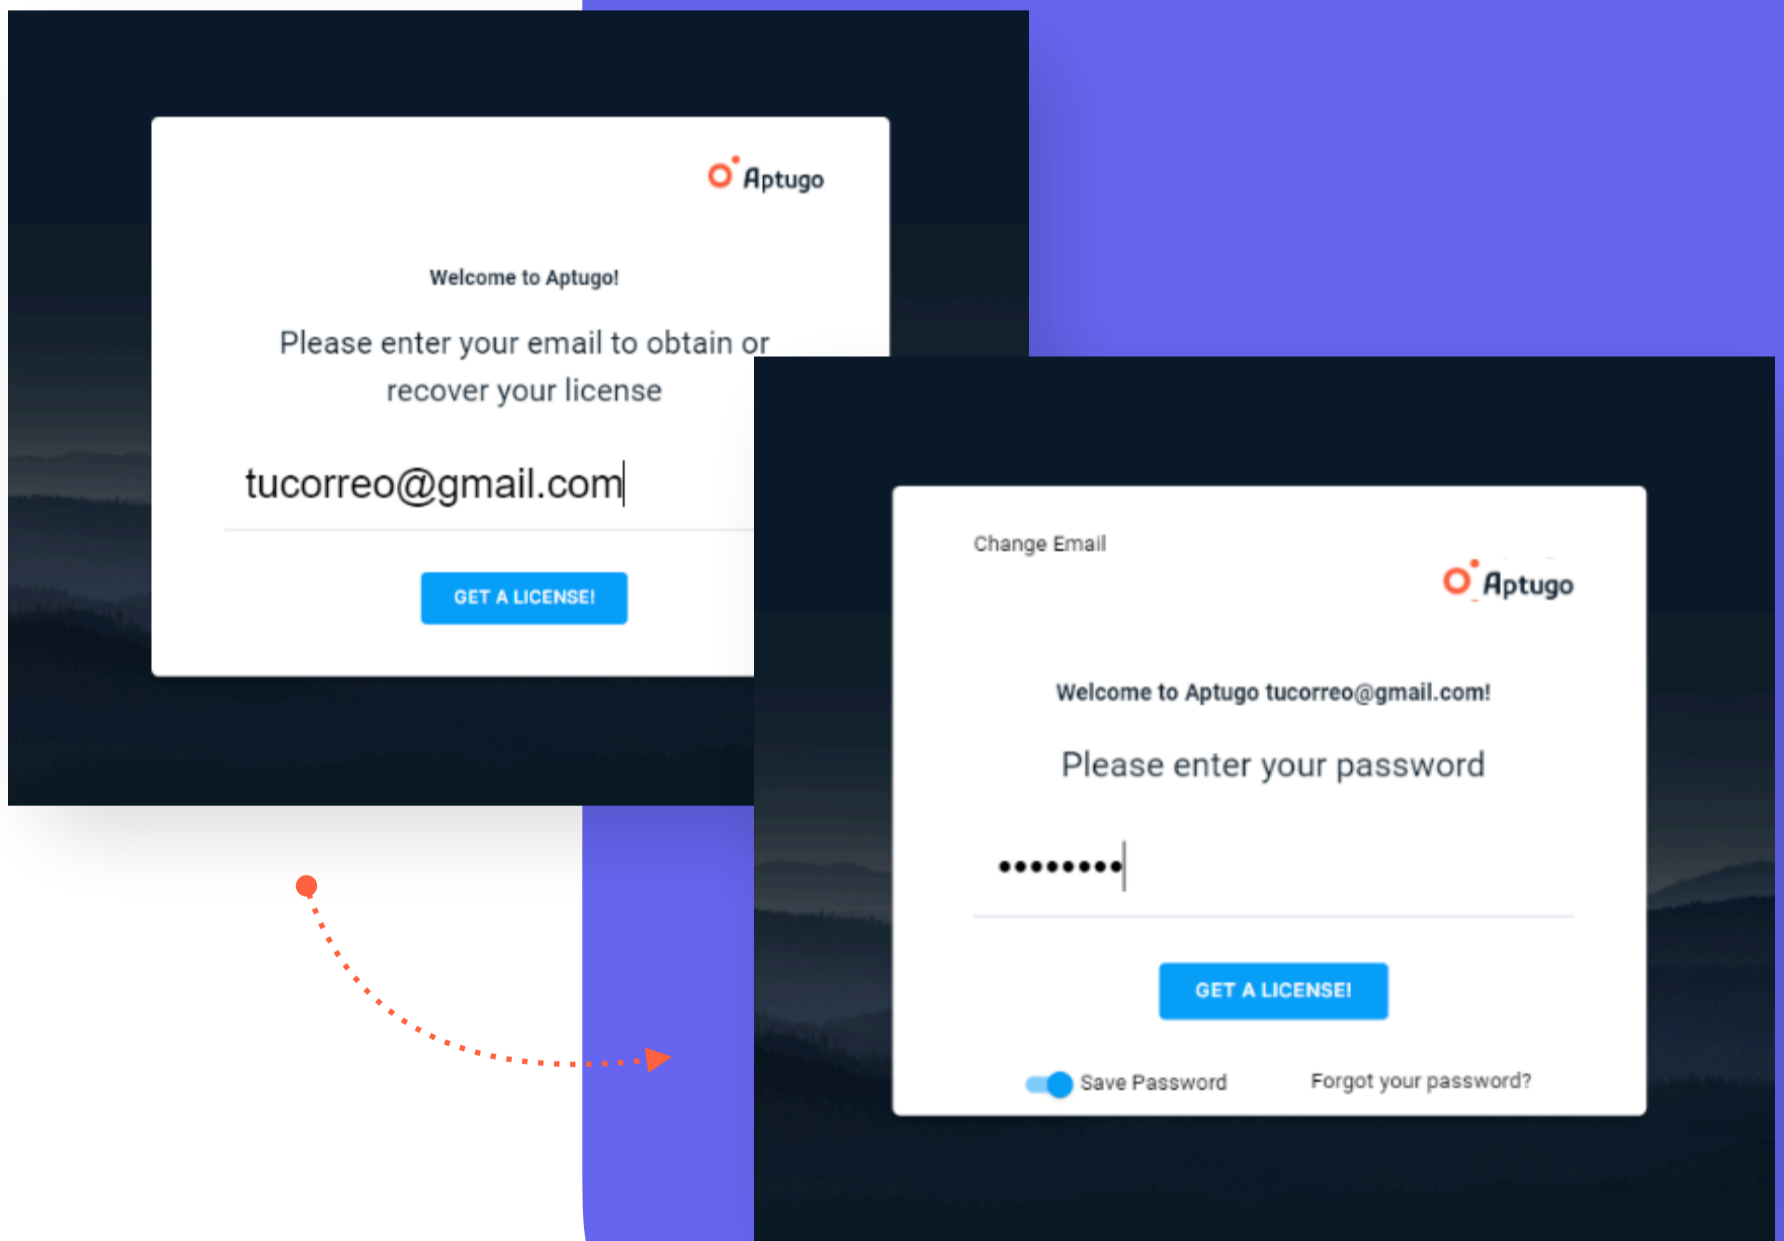 Aptugo
Welcome to Aptugo!
Please enter your email to obtain or
recover your license
tucorreo@gmail.com
GET A LICENSE!
Change Email
Aptugo
Welcome to Aptugo tucorreo@gmail.com!
Please enter your password
••••••••
GET A LICENSE!
Save Password
Forgot your password?